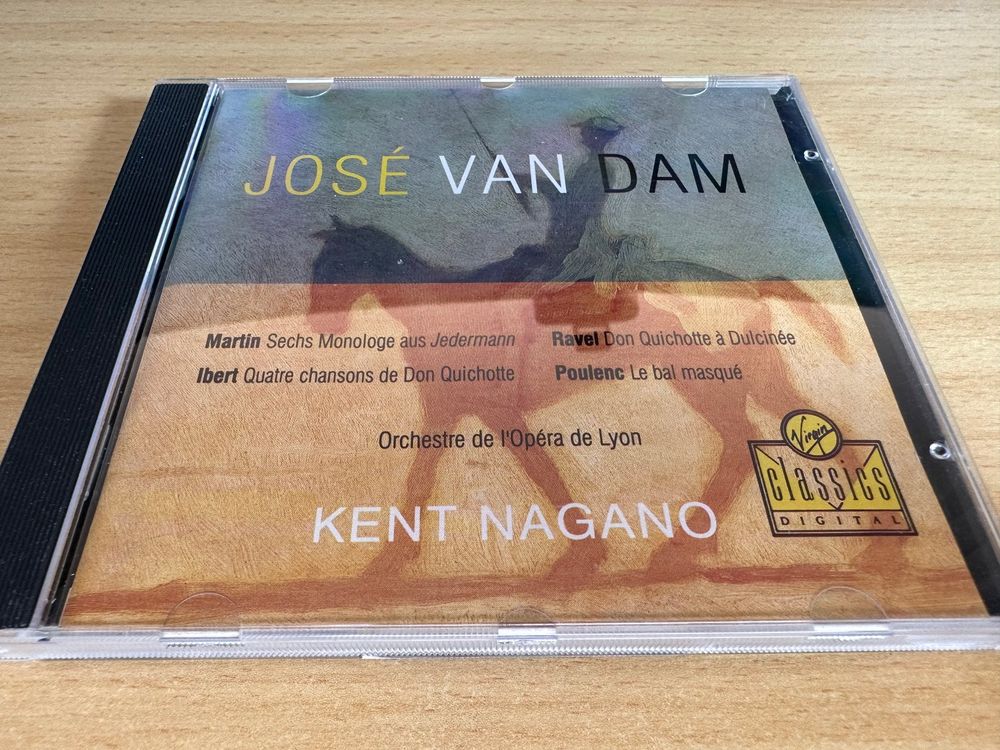 JOSÉ VAN DAM
Martin Sechs Monologe aus Jedermann
Ravel Don Quichotte à Dulcinée
Ibert Quatre chansons de Don Quichotte
Poulenc Le bal masqué
Orchestre de l'Opéra de Lyon
KENT NAGANO
Virgin
classics
DIGITAL